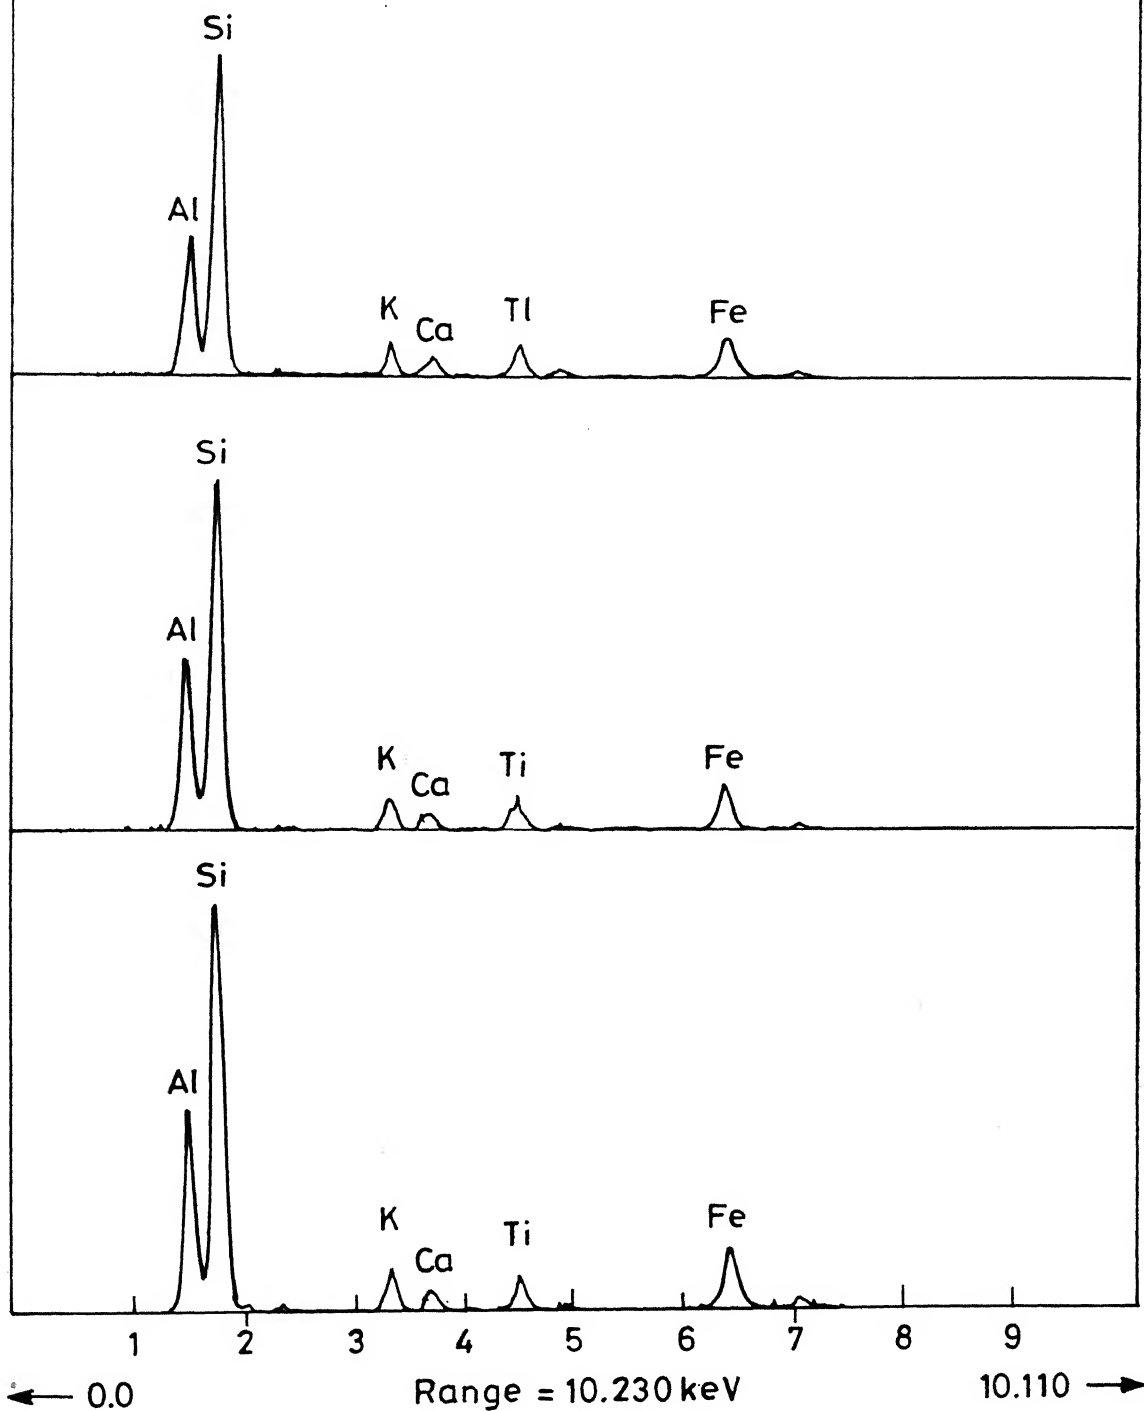 Si
Al
K
Ca
Tl
Fe
Si
Al
K
Ca
Ti
Fe
Si
Al
K
Ca
Ti
Fe
1 2 3 4 5 6 7 8 9
← 0.0 Range = 10.230 keV 10.110 →